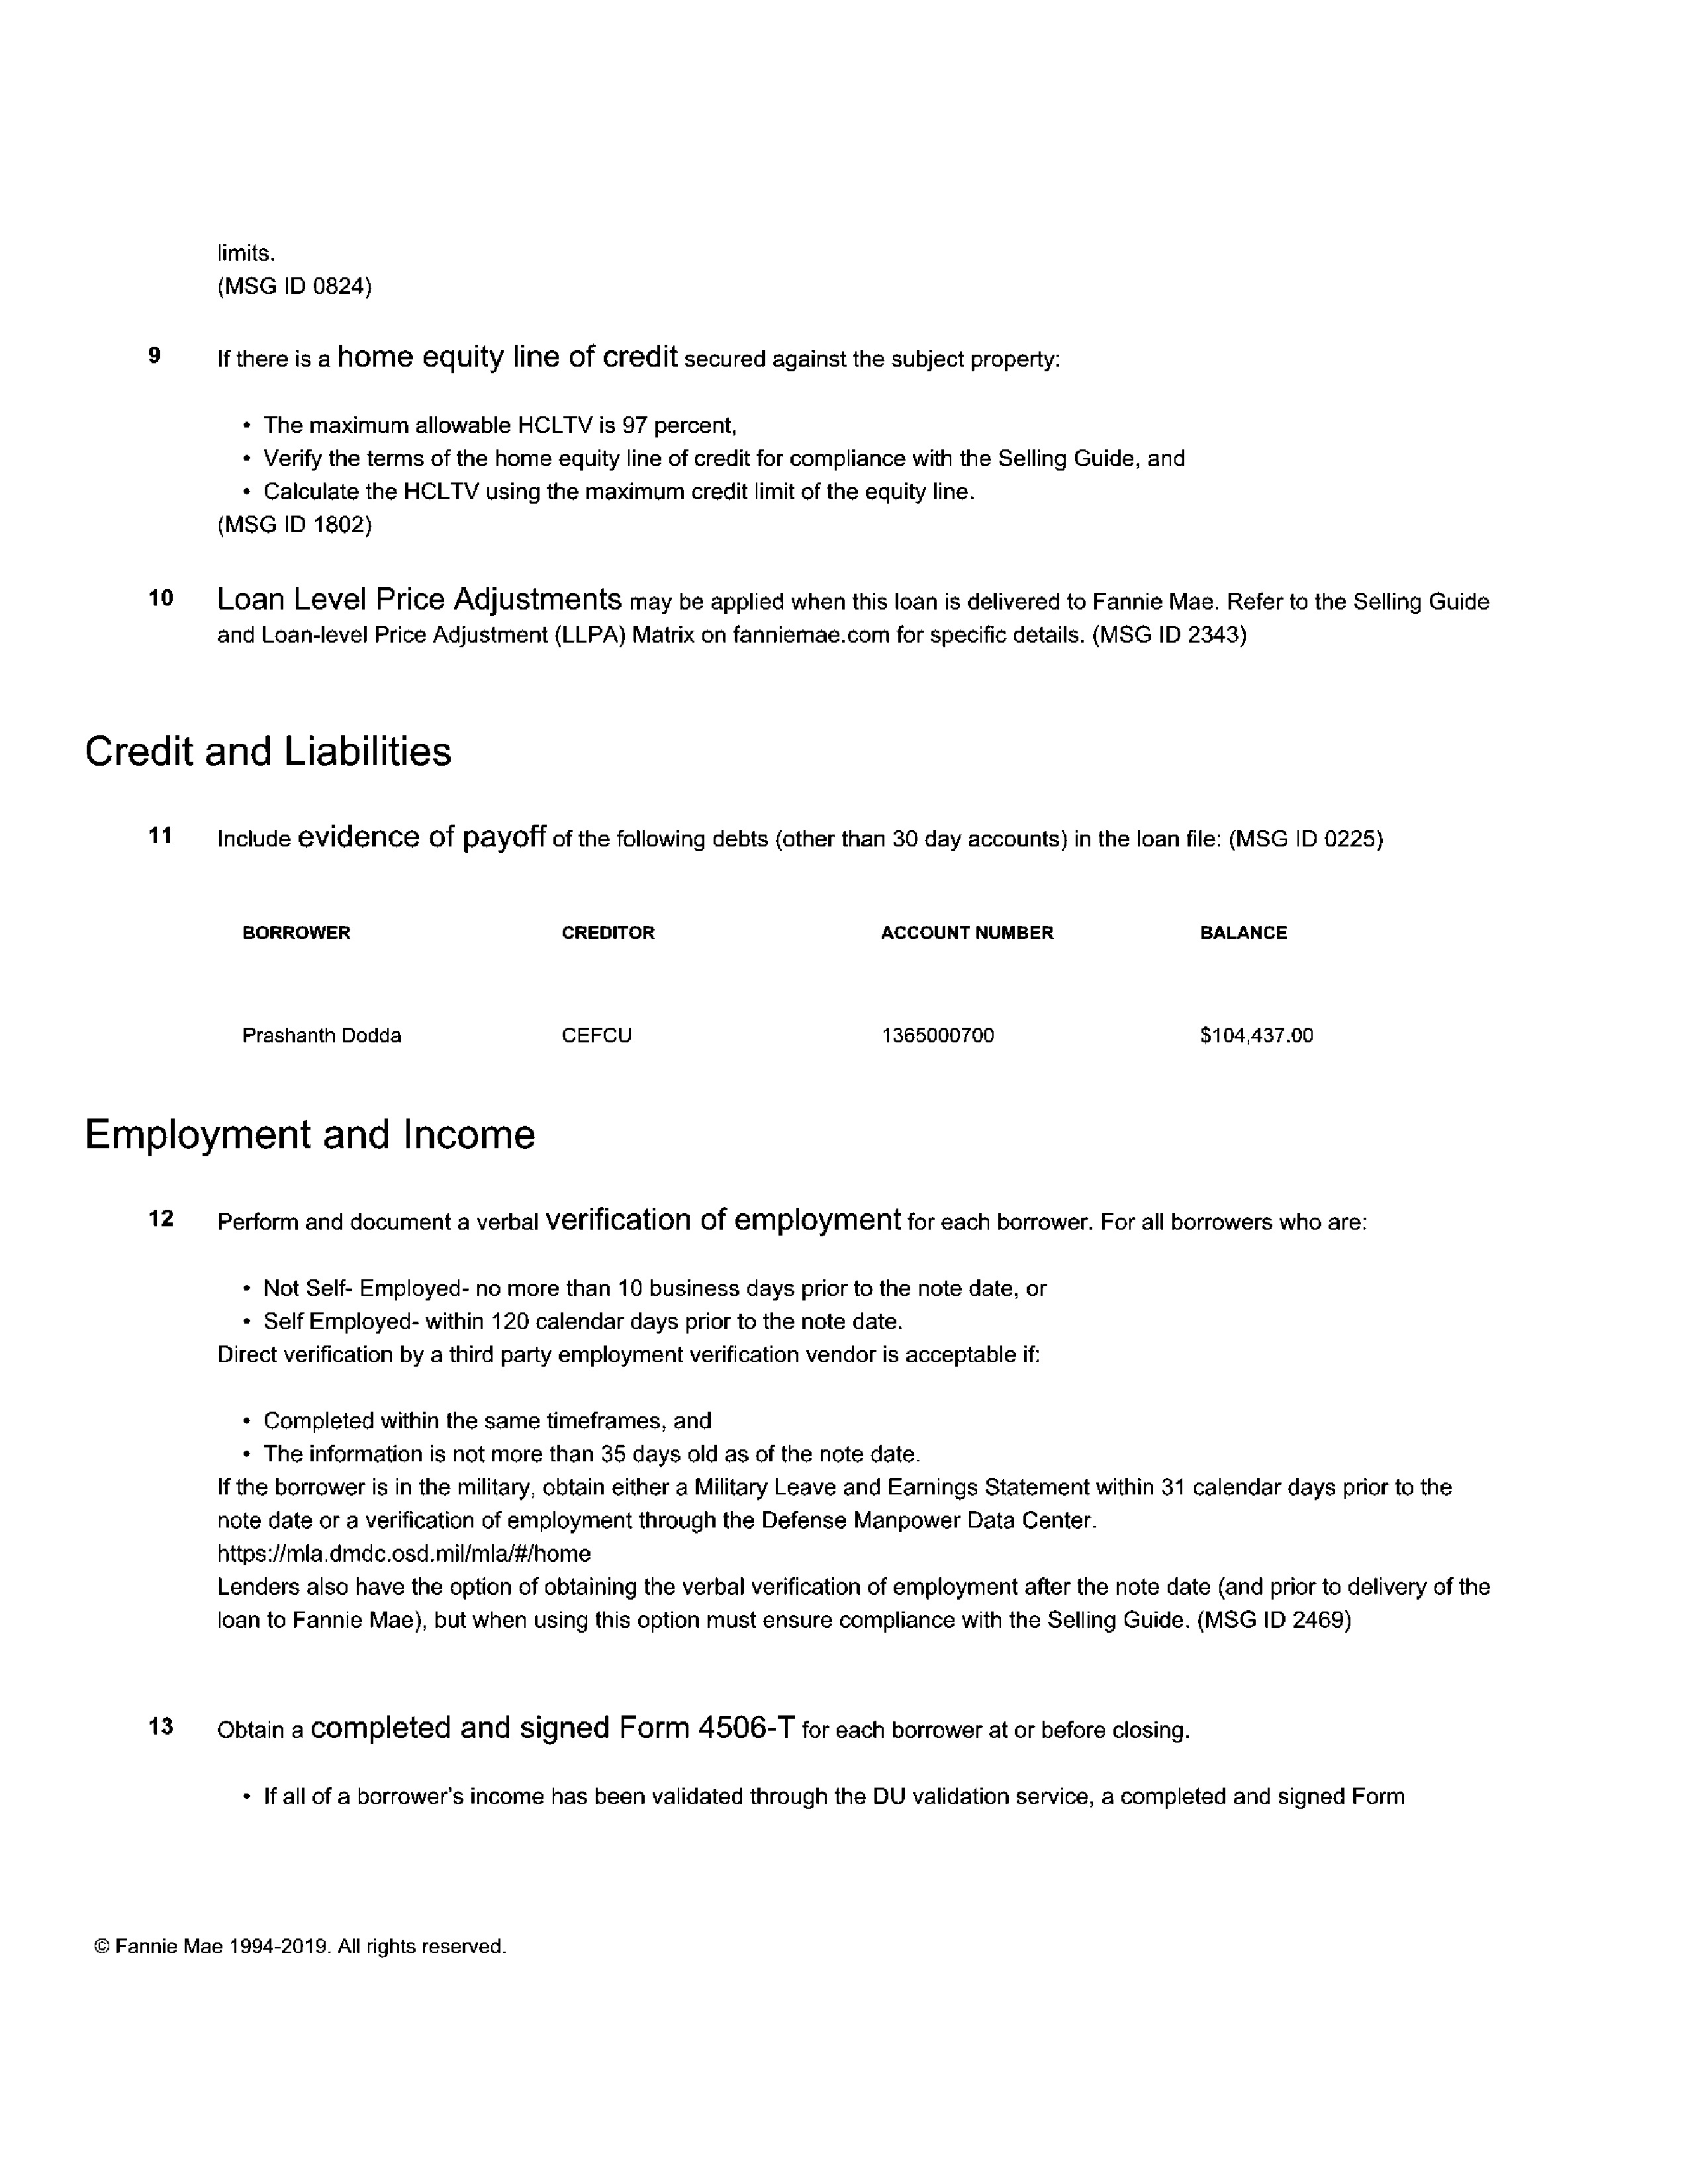 limits.
(MSG ID 0824)
9 If there is a home equity line of credit secured against the subject property:
• The maximum allowable HCLTV is 97 percent,
• Verify the terms of the home equity line of credit for compliance with the Selling Guide, and
• Calculate the HCLTV using the maximum credit limit of the equity line.
(MSG ID 1802)
10 Loan Level Price Adjustments may be applied when this loan is delivered to Fannie Mae. Refer to the Selling Guide
and Loan-level Price Adjustment (LLPA) Matrix on fanniemae.com for specific details. (MSG ID 2343)
Credit and Liabilities
11 Include evidence of payoff of the following debts (other than 30 day accounts) in the loan file: (MSG ID 0225)
BORROWER CREDITOR ACCOUNT NUMBER BALANCE
Prashanth Dodda CEFCU 1365000700 $104,437.00
Employment and Income
12 Perform and document a verbal verification of employment for each borrower. For all borrowers who are:
• Not Self- Employed- no more than 10 business days prior to the note date, or
• Self Employed- within 120 calendar days prior to the note date.
Direct verification by a third party employment verification vendor is acceptable if:
• Completed within the same timeframes, and
• The information is not more than 35 days old as of the note date.
If the borrower is in the military, obtain either a Military Leave and Earnings Statement within 31 calendar days prior to the
note date or a verification of employment through the Defense Manpower Data Center.
https://mla.dmdc.osd.mil/mla/#/home
Lenders also have the option of obtaining the verbal verification of employment after the note date (and prior to delivery of the
loan to Fannie Mae), but when using this option must ensure compliance with the Selling Guide. (MSG ID 2469)
13 Obtain a completed and signed Form 4506-T for each borrower at or before closing.
• If all of a borrower's income has been validated through the DU validation service, a completed and signed Form
© Fannie Mae 1994-2019. All rights reserved.